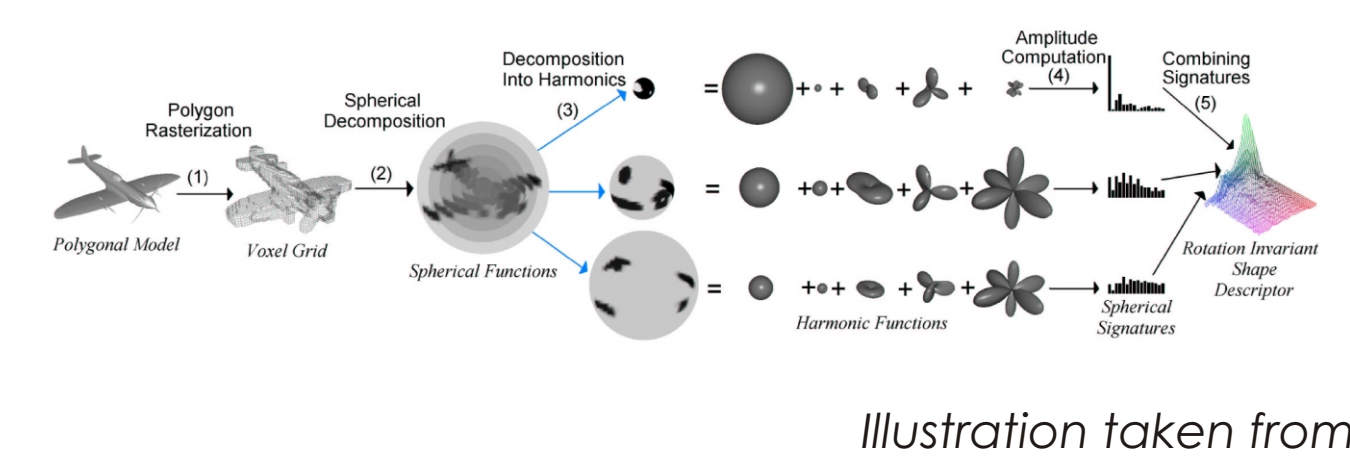 Polygon
Rasterization
(1)
Polygonal Model
Voxel Grid
Spherical
Decomposition
(2)
Spherical Functions
Decomposition
Into Harmonics
(3)
= + + + +
= + + + +
= + + + +
Harmonic Functions
Amplitude
Computation
(4)
Spherical
Signatures
Combining
Signatures
(5)
Rotation Invariant
Shape
Descriptor
Illustration taken from